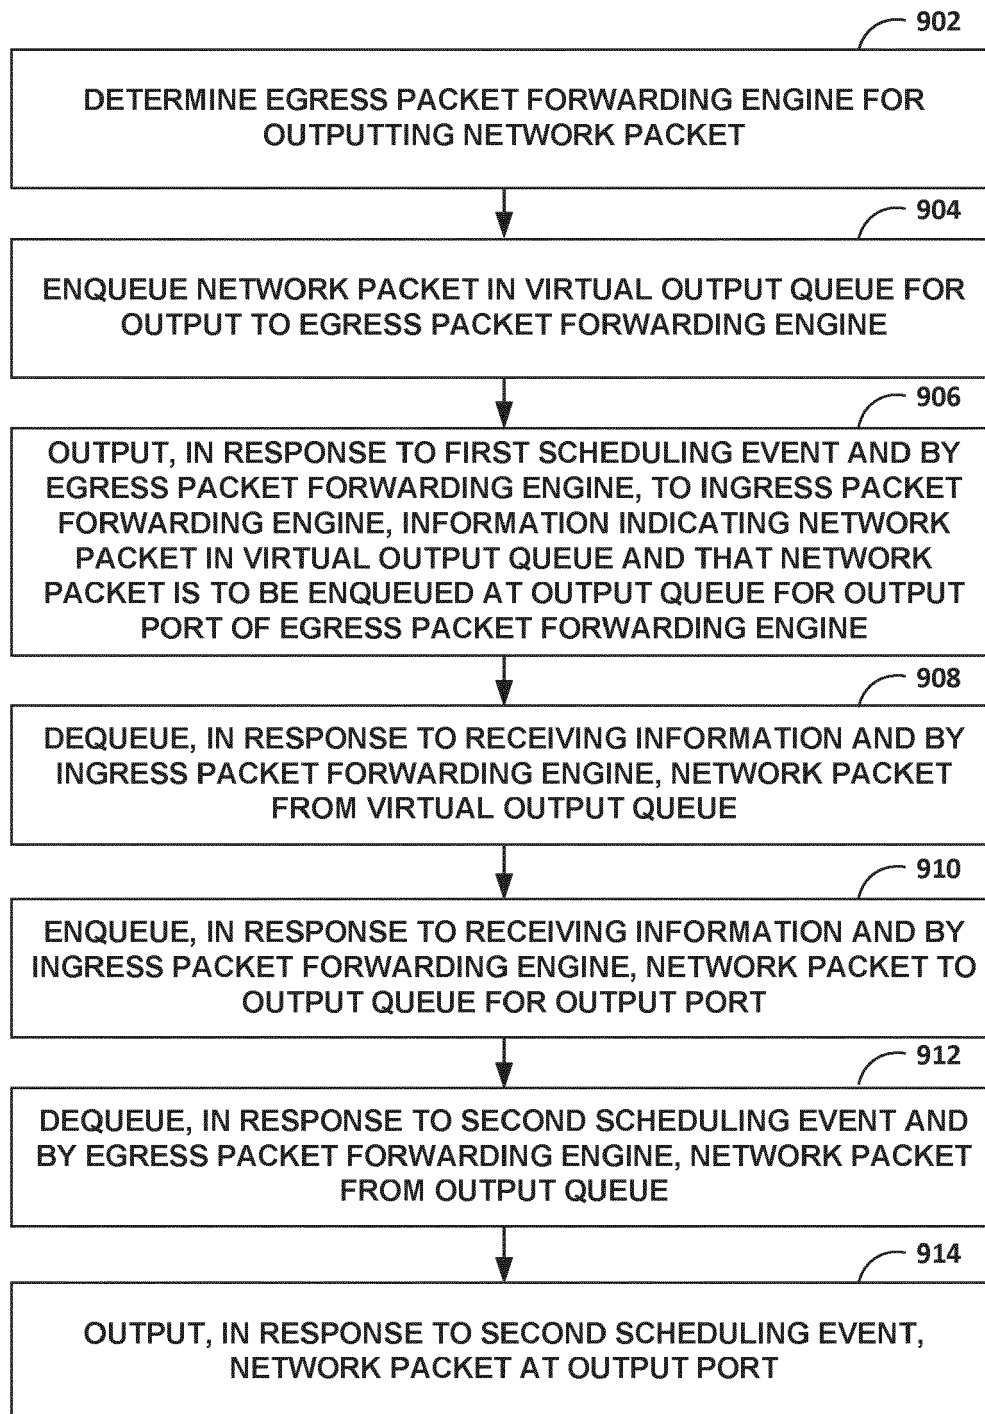 902
DETERMINE EGRESS PACKET FORWARDING ENGINE FOR
OUTPUTTING NETWORK PACKET
904
ENQUEUE NETWORK PACKET IN VIRTUAL OUTPUT QUEUE FOR
OUTPUT TO EGRESS PACKET FORWARDING ENGINE
906
OUTPUT, IN RESPONSE TO FIRST SCHEDULING EVENT AND BY
EGRESS PACKET FORWARDING ENGINE, TO INGRESS PACKET
FORWARDING ENGINE, INFORMATION INDICATING NETWORK
PACKET IN VIRTUAL OUTPUT QUEUE AND THAT NETWORK
PACKET IS TO BE ENQUEUED AT OUTPUT QUEUE FOR OUTPUT
PORT OF EGRESS PACKET FORWARDING ENGINE
908
DEQUEUE, IN RESPONSE TO RECEIVING INFORMATION AND BY
INGRESS PACKET FORWARDING ENGINE, NETWORK PACKET
FROM VIRTUAL OUTPUT QUEUE
910
ENQUEUE, IN RESPONSE TO RECEIVING INFORMATION AND BY
INGRESS PACKET FORWARDING ENGINE, NETWORK PACKET TO
OUTPUT QUEUE FOR OUTPUT PORT
912
DEQUEUE, IN RESPONSE TO SECOND SCHEDULING EVENT AND
BY EGRESS PACKET FORWARDING ENGINE, NETWORK PACKET
FROM OUTPUT QUEUE
914
OUTPUT, IN RESPONSE TO SECOND SCHEDULING EVENT,
NETWORK PACKET AT OUTPUT PORT